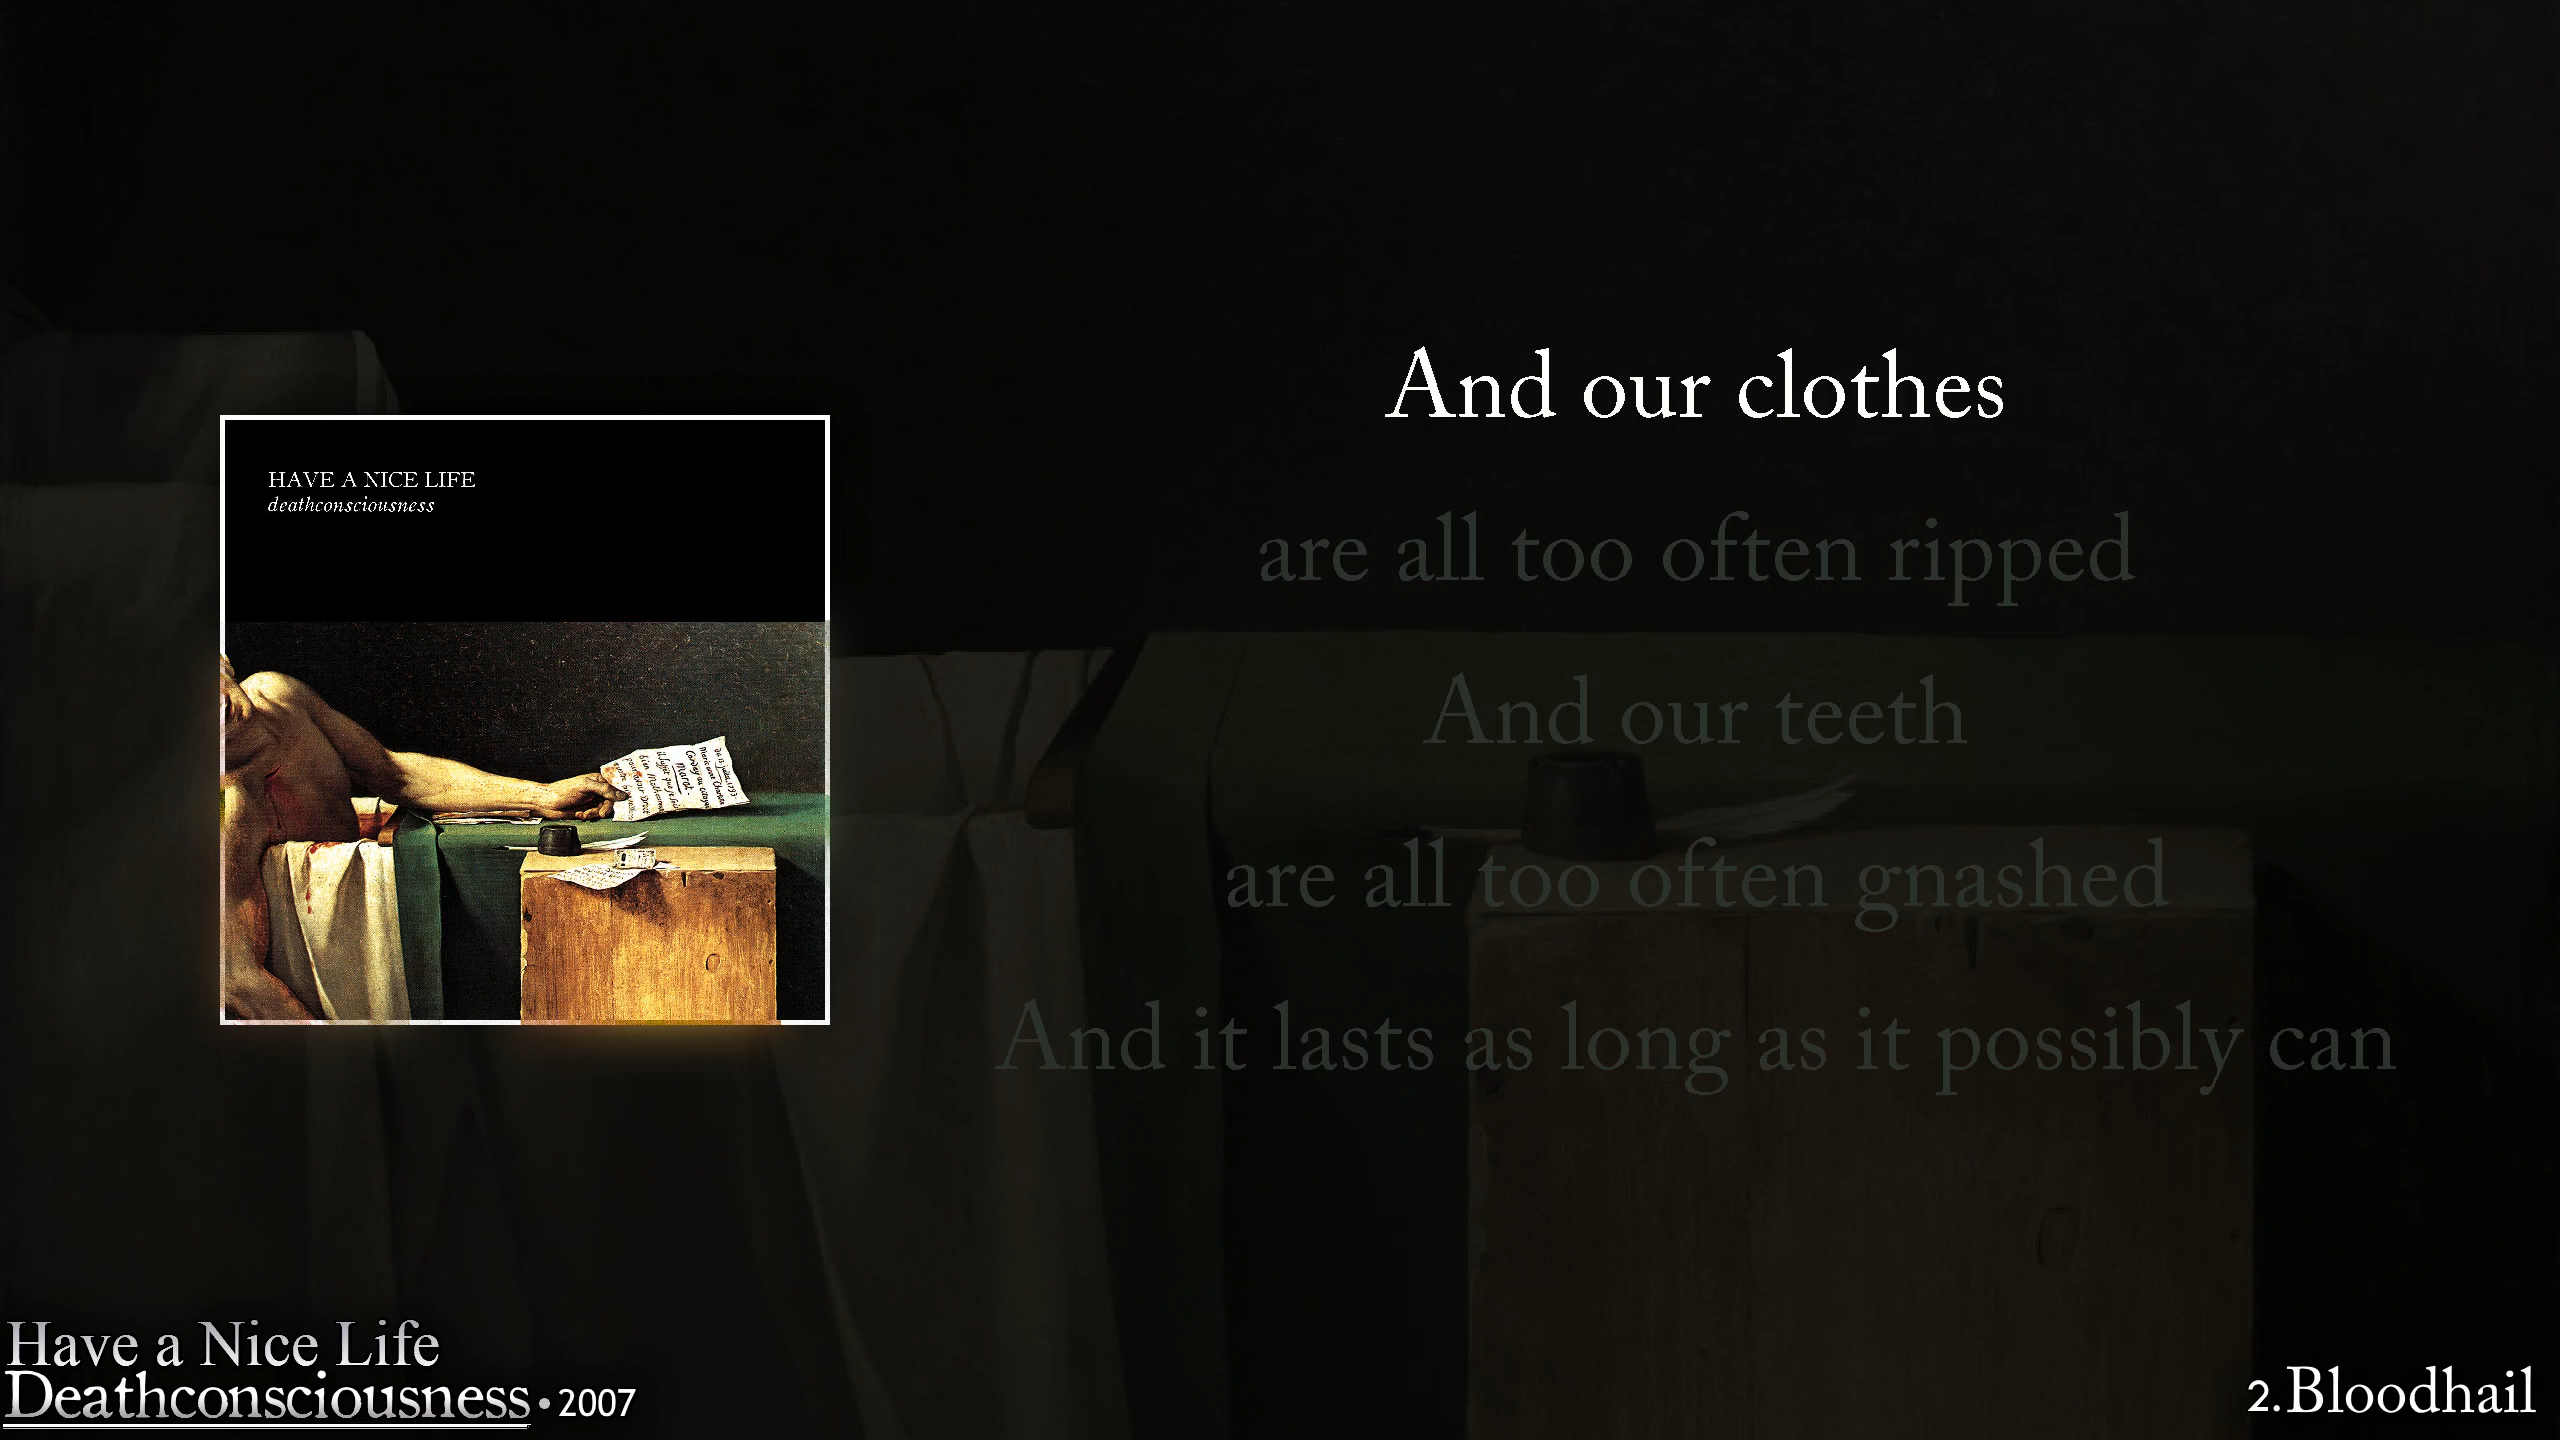 HAVE A NICE LIFE
deathconsciousness
And our clothes
are all too often ripped
And our teeth
are all too often gnashed
And it lasts as long as it possibly can
Have a Nice Life
Deathconsciousness • 2007
2.Bloodhail